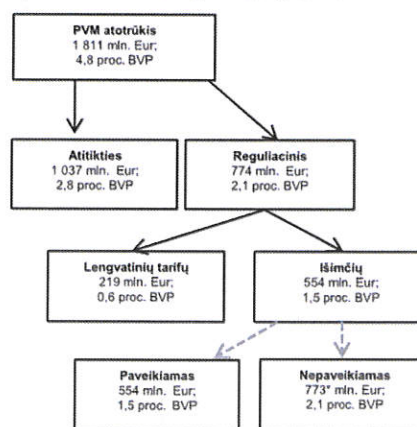 PVM atotrūkis
1 811 mln. Eur;
4,8 proc. BVP
Atitikties
1 037 mln. Eur;
2,8 proc. BVP
Reguliacinis
774 mln. Eur;
2,1 proc. BVP
Lengvatinių tarifų
219 mln. Eur;
0,6 proc. BVP
Išimčių
554 mln. Eur;
1,5 proc. BVP
Paveikiamas
554 mln. Eur;
1,5 proc. BVP
Nepaveikiamas
773* mln. Eur;
2,1 proc. BVP